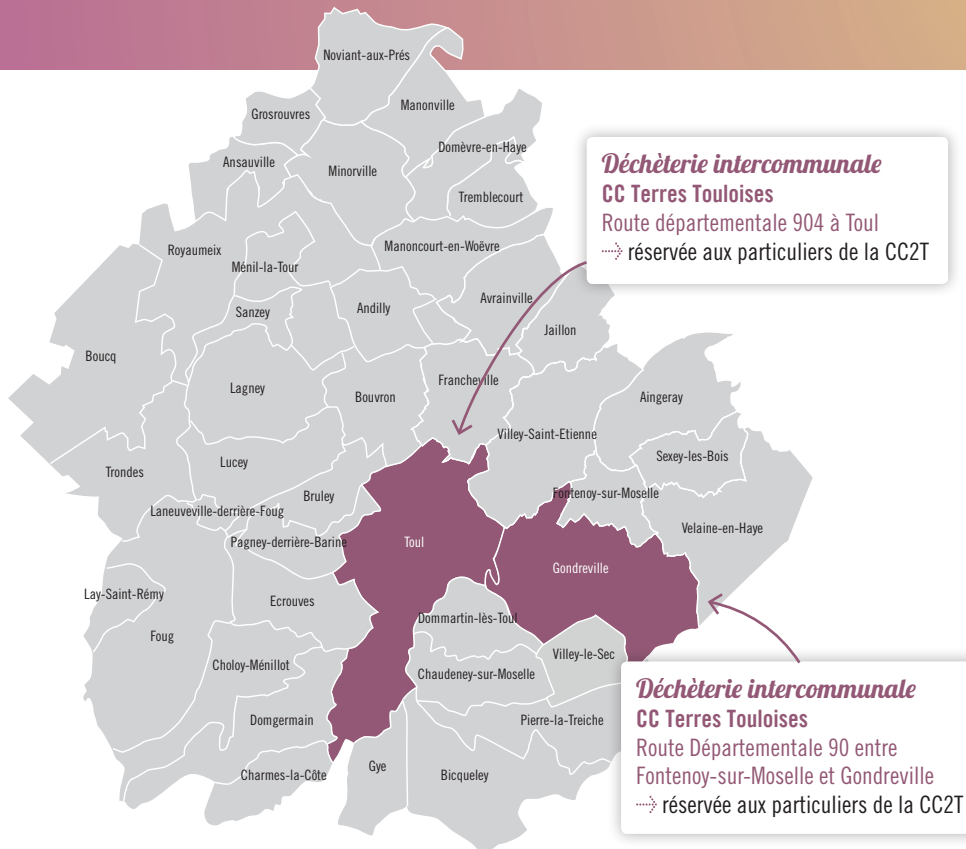 Noviant-aux-Prés
Manonville
Grosrouvres
Domèvre-en-Haye
Ansauville
Minorville
Tremblecourt
Déchèterie intercommunale
CC Terres Touloises
Route départementale 904 à Toul
réservée aux particuliers de la CC2T
Royaumeix
Manoncourt-en-Woëvre
Ménil-la-Tour
Avrainville
Andilly
Sanzey
Jaillon
Boucq
Francheville
Lagney
Bouvron
Aingeray
Villey-Saint-Etienne
Sexey-les-Bois
Lucey
Trondes
Bruley
Fontenoy-sur-Moselle
Laneuveville-derrière-Foug
Velaine-en-Haye
Pagney-derrière-Barine
Toul
Gondreville
Lay-Saint-Rémy
Ecrouves
Dommartin-lès-Toul
Foug
Villey-le-Sec
Choloy-Ménillot
Chaudeney-sur-Moselle
Domgermain
Pierre-la-Treiche
Charmes-la-Côte
Gye
Bicqueley
Déchèterie intercommunale
CC Terres Touloises
Route Départementale 90 entre
Fontenoy-sur-Moselle et Gondreville
réservée aux particuliers de la CC2T